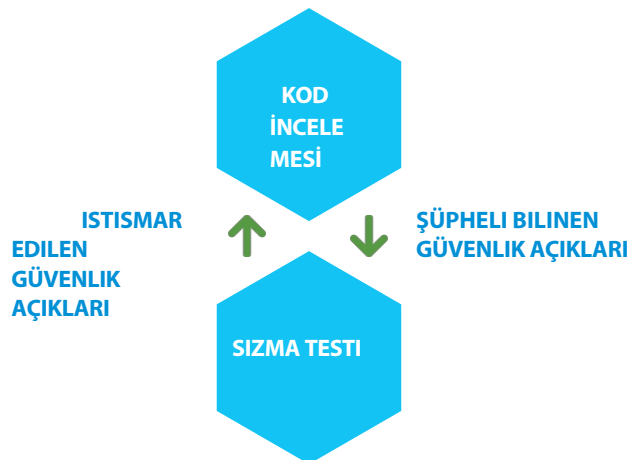 KOD
İNCELE
MESİ
ISTISMAR
EDILEN
GÜVENLIK
AÇIKLARI
ŞÜPHELI BILINEN
GÜVENLIK AÇIKLARI
SIZMA TESTI